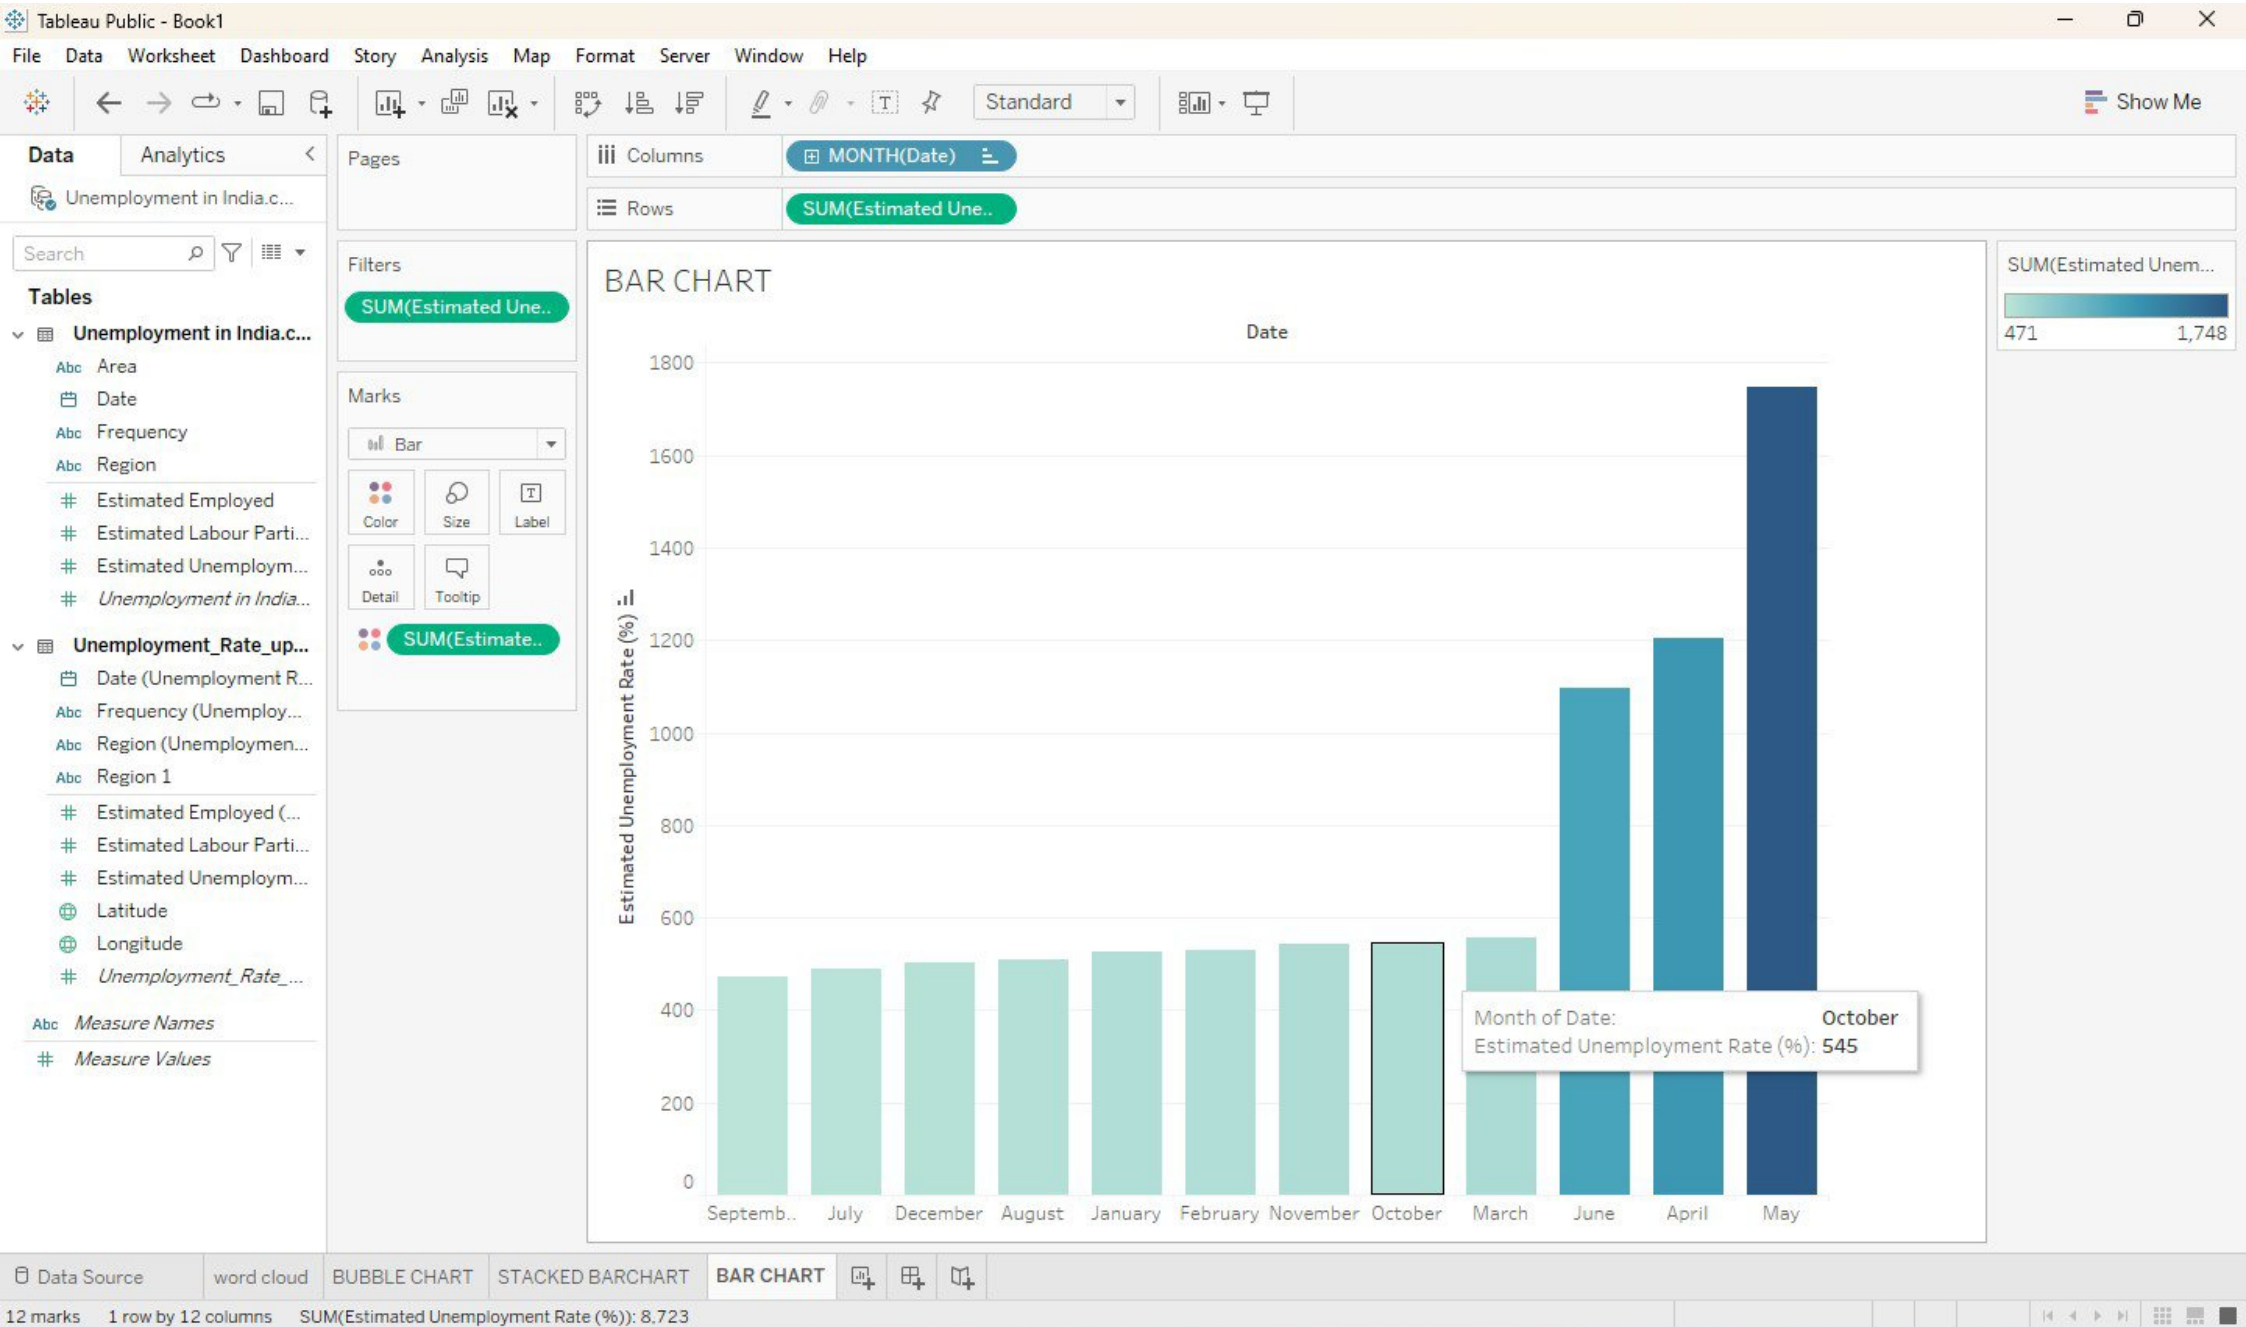 Tableau Public - Book1
File Data Worksheet Dashboard Story Analysis Map Format Server Window Help
Standard
Show Me
Data Analytics
Unemployment in India.c...
Search
Tables
Unemployment in India.c...
Abc Area
Date
Abc Frequency
Abc Region
# Estimated Employed
# Estimated Labour Parti...
# Estimated Unemploym...
# Unemployment in India...
Unemployment_Rate_up...
Date (Unemployment R...
Abc Frequency (Unemploy...
Abc Region (Unemploymen...
Abc Region 1
# Estimated Employed (...
# Estimated Labour Parti...
# Estimated Unemploym...
Latitude
Longitude
# Unemployment_Rate_...
Abc Measure Names
# Measure Values
Pages
Filters
SUM(Estimated Une..
Marks
Bar
Color Size Label
Detail Tooltip
SUM(Estimate..
Columns MONTH(Date)
Rows SUM(Estimated Une..
BAR CHART
Date
Estimated Unemployment Rate (%)
1800
1600
1400
1200
1000
800
600
400
200
0
Month of Date: October
Estimated Unemployment Rate (%): 545
Septemb.. July December August January February November October March June April May
SUM(Estimated Unem...
471 1,748
Data Source word cloud BUBBLE CHART STACKED BARCHART BAR CHART
12 marks 1 row by 12 columns SUM(Estimated Unemployment Rate (%)): 8,723